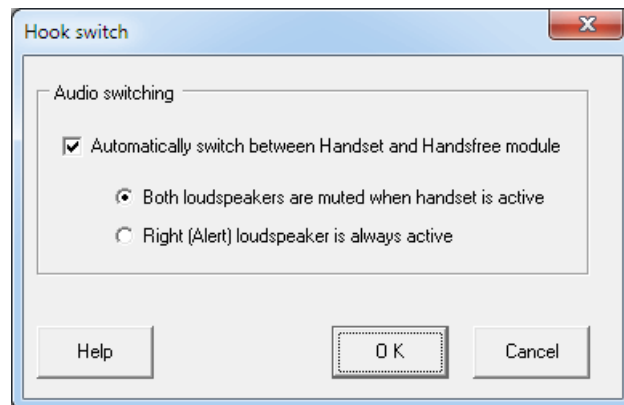 Hook switch
Audio switching
Automatically switch between Handset and Handsfree module
Both loudspeakers are muted when handset is active
Right (Alert) loudspeaker is always active
Help
O K
Cancel